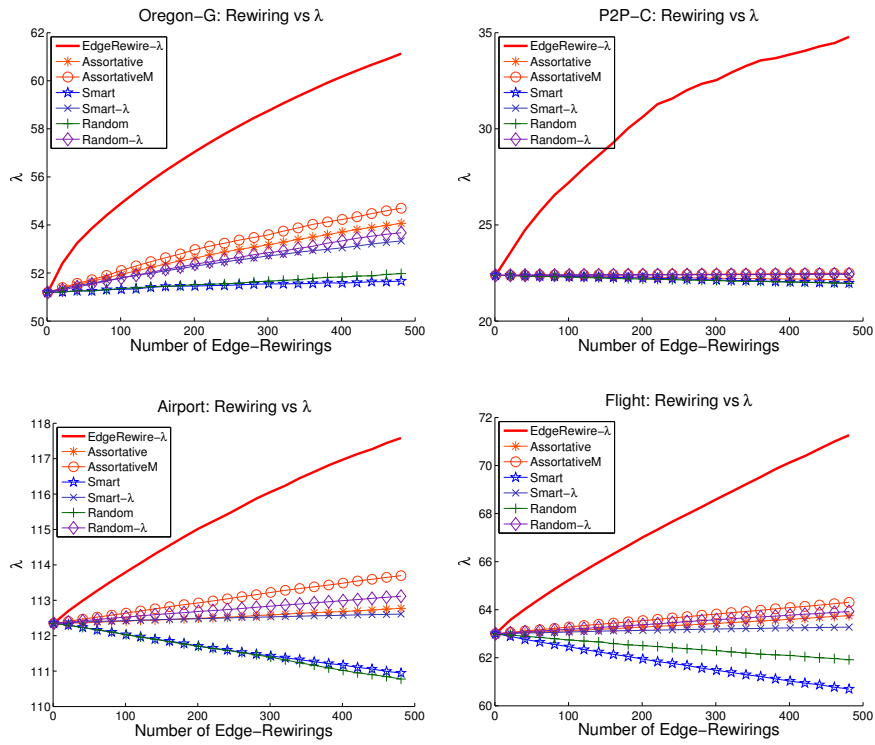 Oregon−G: Rewiring vs λ
62
60
58
56
54
52
50
λ
EdgeRewire−λ
Assortative
AssortativeM
Smart
Smart−λ
Random
Random−λ
0 100 200 300 400 500
Number of Edge−Rewirings
P2P−C: Rewiring vs λ
35
30
25
20
λ
EdgeRewire−λ
Assortative
AssortativeM
Smart
Smart−λ
Random
Random−λ
0 100 200 300 400 500
Number of Edge−Rewirings
Airport: Rewiring vs λ
118
117
116
115
114
113
112
111
110
λ
EdgeRewire−λ
Assortative
AssortativeM
Smart
Smart−λ
Random
Random−λ
0 100 200 300 400 500
Number of Edge−Rewirings
Flight: Rewiring vs λ
72
70
68
66
64
62
60
λ
EdgeRewire−λ
Assortative
AssortativeM
Smart
Smart−λ
Random
Random−λ
0 100 200 300 400 500
Number of Edge−Rewirings